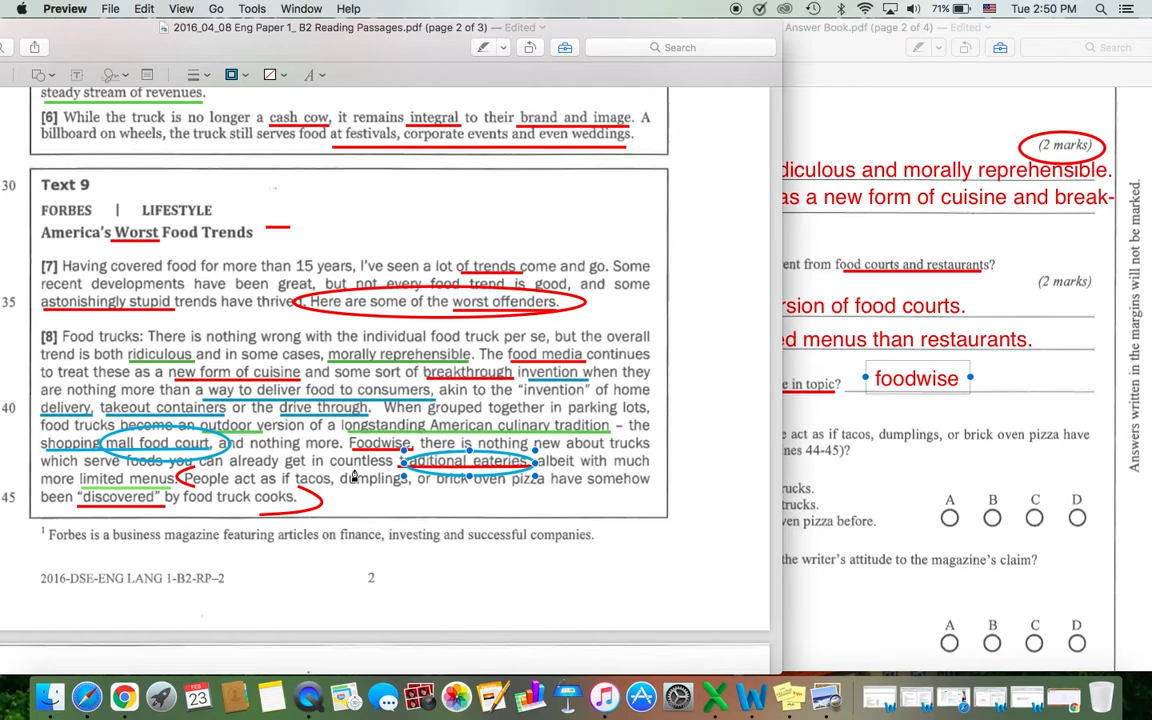 Preview File Edit View Go Tools Window Help 71% Tue 2:50 PM
2016_04_08 Eng Paper 1_ B2 Reading Passages.pdf (page 2 of 3) — Edited
Answer Book.pdf (page 2 of 4) — Edited
Search
Search
steady stream of revenues.
[6] While the truck is no longer a cash cow, it remains integral to their brand and image. A
billboard on wheels, the truck still serves food at festivals, corporate events and even weddings.
30
Text 9
FORBES | LIFESTYLE
America's Worst Food Trends
[7] Having covered food for more than 15 years, I've seen a lot of trends come and go. Some
recent developments have been great, but not every food trend is good, and some
35
astonishingly stupid trends have thrived. Here are some of the worst offenders.
[8] Food trucks: There is nothing wrong with the individual food truck per se, but the overall
trend is both ridiculous and in some cases, morally reprehensible. The food media continues
to treat these as a new form of cuisine and some sort of breakthrough invention when they
are nothing more than a way to deliver food to consumers, akin to the "invention" of home
40
delivery, takeout containers or the drive through. When grouped together in parking lots,
food trucks become an outdoor version of a longstanding American culinary tradition – the
shopping mall food court, and nothing more. Foodwise, there is nothing new about trucks
which serve foods you can already get in countless traditional eateries, albeit with much
more limited menus. People act as if tacos, dumplings, or brick oven pizza have somehow
45
been "discovered" by food truck cooks.
1 Forbes is a business magazine featuring articles on finance, investing and successful companies.
2016-DSE-ENG LANG 1-B2-RP–2
2
(2 marks)
diculous and morally reprehensible.
as a new form of cuisine and break-
ent from food courts and restaurants?
(2 marks)
rsion of food courts.
ed menus than restaurants.
e in topic?
foodwise
e act as if tacos, dumplings, or brick oven pizza have
nes 44-45)?
rucks.
trucks.
ven pizza before.
A B C D
the writer's attitude to the magazine's claim?
A B C D
Answers written in the margins will not be marked.
FEB
23